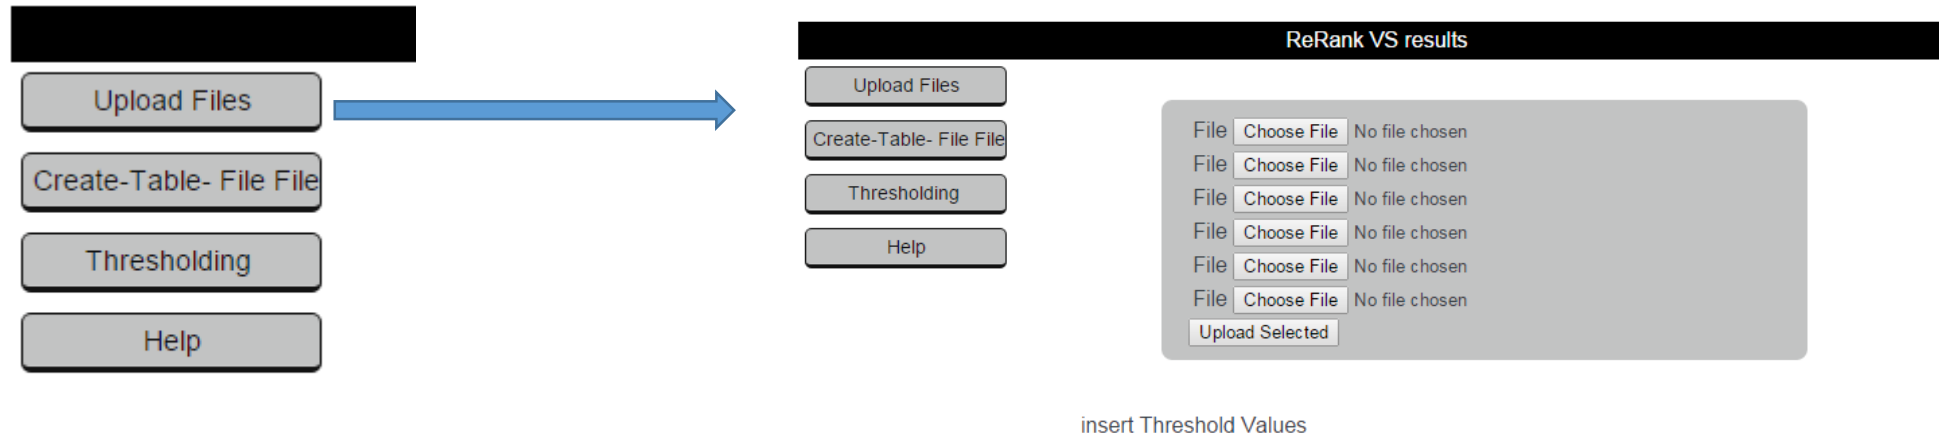 Upload Files
Create-Table- File File
Thresholding
Help
ReRank VS results
Upload Files
Create-Table- File File
Thresholding
Help
File Choose File No file chosen
File Choose File No file chosen
File Choose File No file chosen
File Choose File No file chosen
File Choose File No file chosen
File Choose File No file chosen
Upload Selected
insert Threshold Values